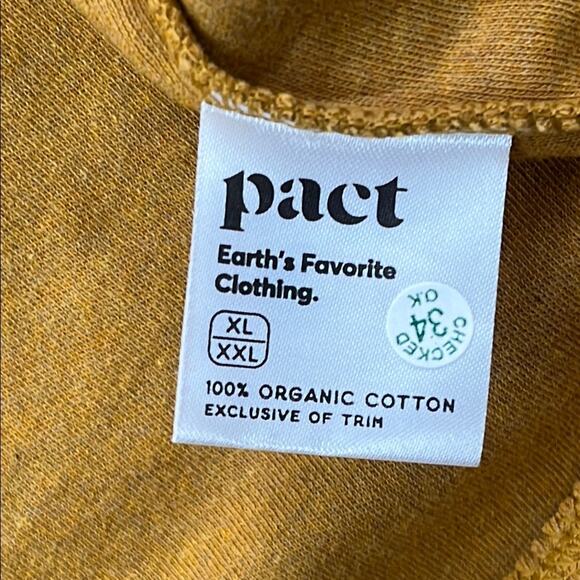 pact
Earth's Favorite
Clothing.
XL
XXL
CHECKED
34
OK
100% ORGANIC COTTON
EXCLUSIVE OF TRIM